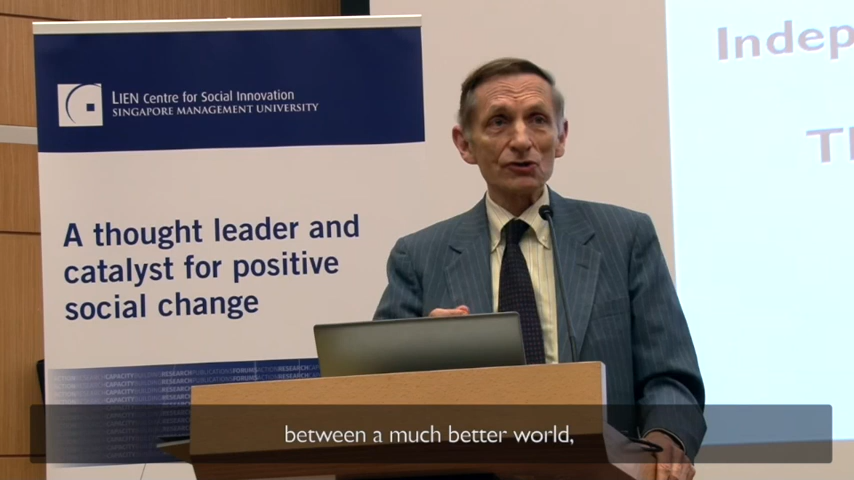 LIEN Centre for Social Innovation
SINGAPORE MANAGEMENT UNIVERSITY
A thought leader and
catalyst for positive
social change
Indep
Th
between a much better world,